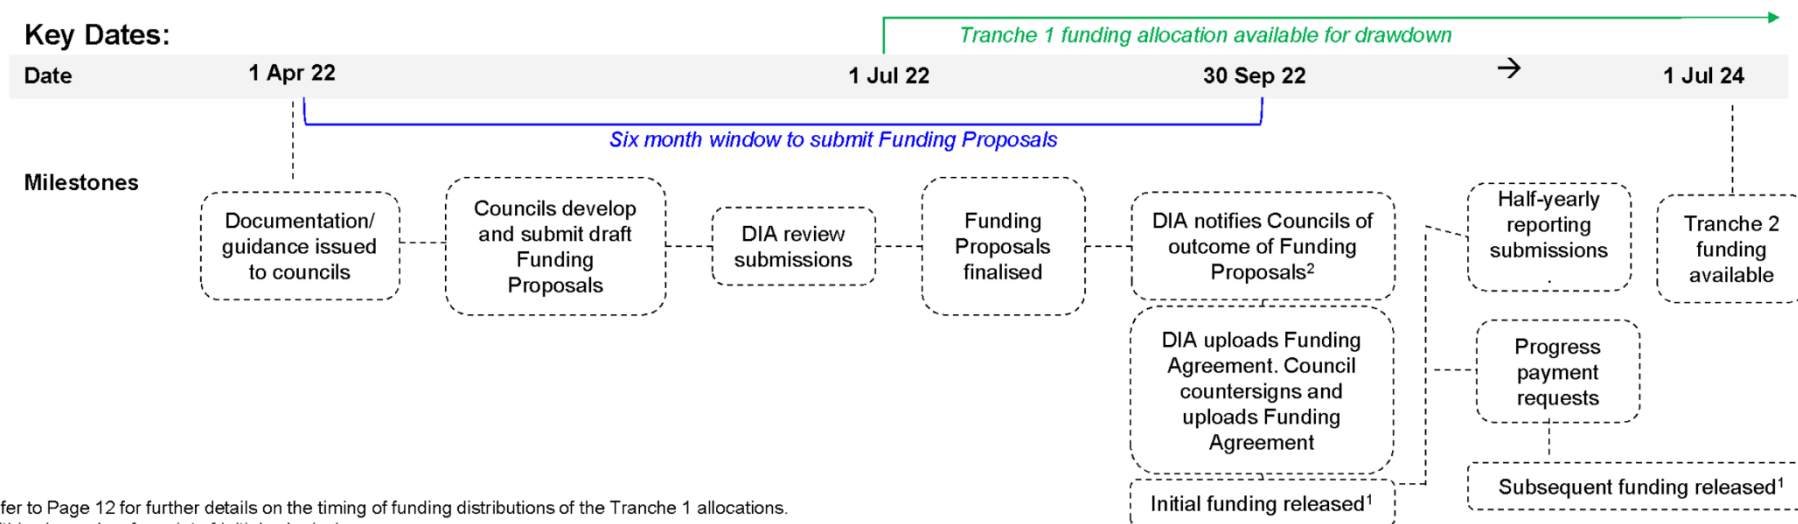 Tranche 1 funding allocation available for drawdown
Key Dates:
Date
1 Apr 22
1 Jul 22
30 Sep 22
→
1 Jul 24
Six month window to submit Funding Proposals
Milestones
Documentation/
guidance issued
to councils
Councils develop
and submit draft
Funding
Proposals
DIA review
submissions
Funding
Proposals
finalised
DIA notifies Councils of
outcome of Funding
Proposals²
DIA uploads Funding
Agreement. Council
countersigns and
uploads Funding
Agreement
Initial funding released¹
Half-yearly
reporting
submissions
.
Progress
payment
requests
Subsequent funding released¹
Tranche 2
funding
available
fer to Page 12 for further details on the timing of funding distributions of the Tranche 1 allocations.